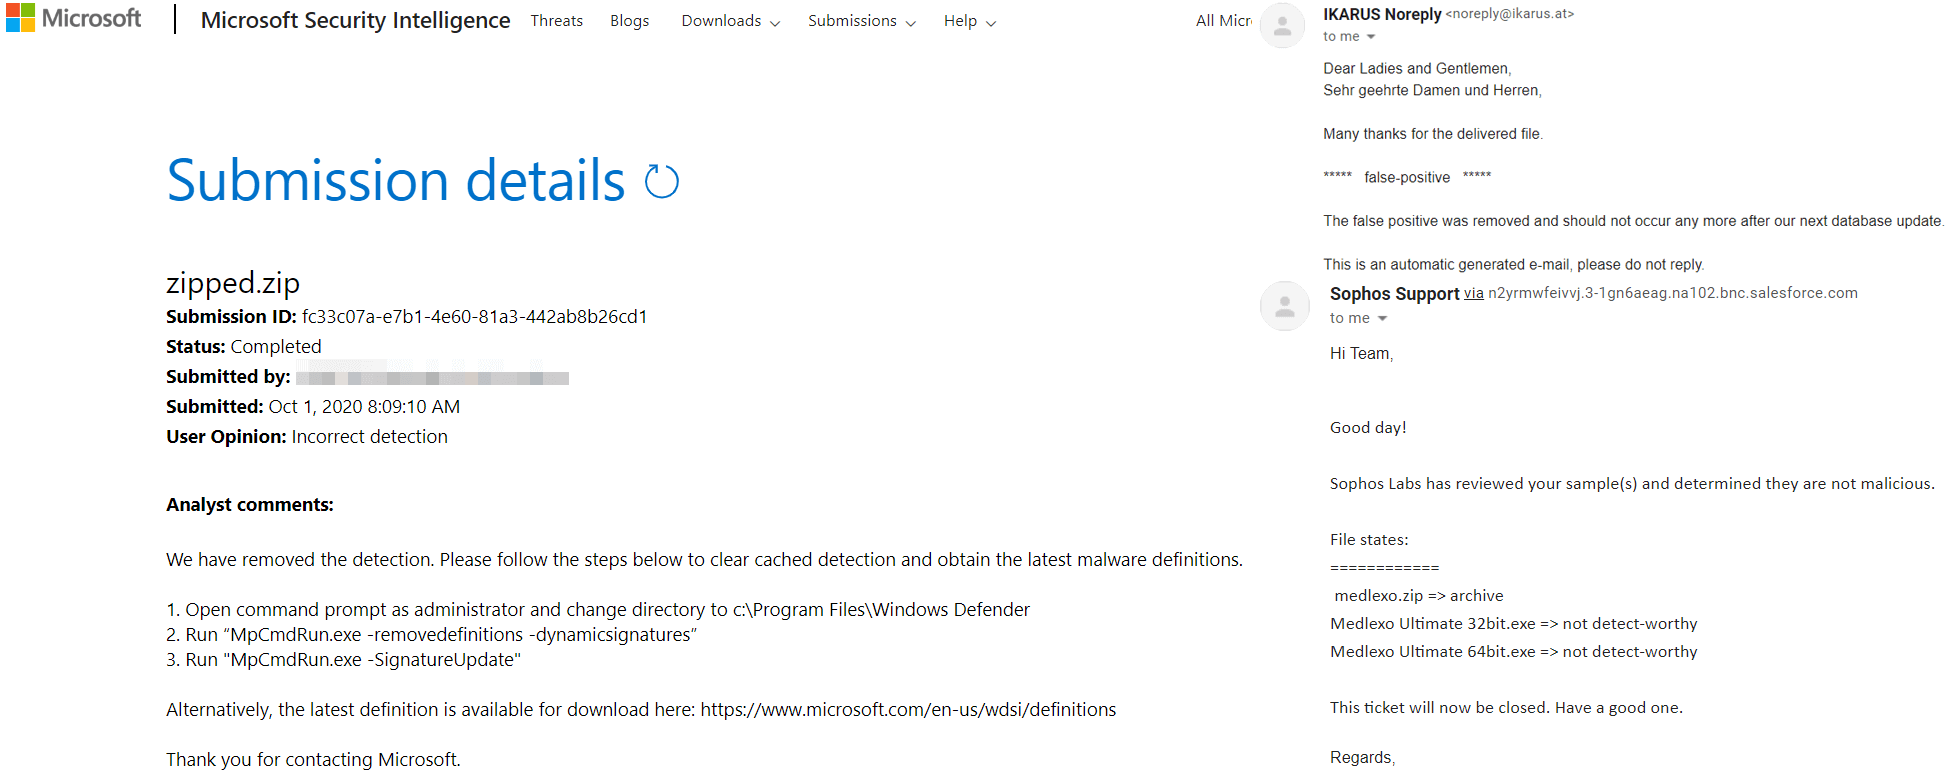 Microsoft
Microsoft Security Intelligence
Threats
Blogs
Downloads
Submissions
Help
All Micr
Submission details
zipped.zip
Submission ID: fc33c07a-e7b1-4e60-81a3-442ab8b26cd1
Status: Completed
Submitted by:
Submitted: Oct 1, 2020 8:09:10 AM
User Opinion: Incorrect detection
Analyst comments:
We have removed the detection. Please follow the steps below to clear cached detection and obtain the latest malware definitions.
1. Open command prompt as administrator and change directory to c:\Program Files\Windows Defender
2. Run “MpCmdRun.exe -removedefinitions -dynamicsignatures”
3. Run "MpCmdRun.exe -SignatureUpdate"
Alternatively, the latest definition is available for download here: https://www.microsoft.com/en-us/wdsi/definitions
Thank you for contacting Microsoft.
IKARUS Noreply <noreply@ikarus.at>
to me
Dear Ladies and Gentlemen,
Sehr geehrte Damen und Herren,
Many thanks for the delivered file.
***** false-positive *****
The false positive was removed and should not occur any more after our next database update.
This is an automatic generated e-mail, please do not reply.
Sophos Support via n2yrmwfeivvj.3-1gn6aeag.na102.bnc.salesforce.com
to me
Hi Team,
Good day!
Sophos Labs has reviewed your sample(s) and determined they are not malicious.
File states:
============
medlexo.zip => archive
Medlexo Ultimate 32bit.exe => not detect-worthy
Medlexo Ultimate 64bit.exe => not detect-worthy
This ticket will now be closed. Have a good one.
Regards,